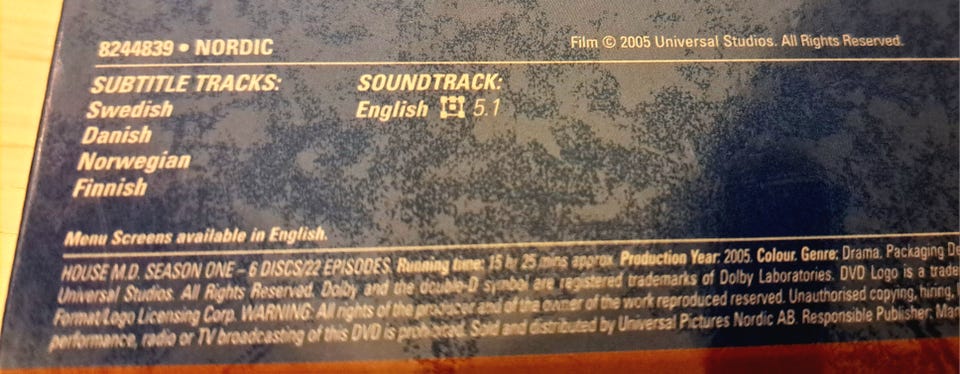 8244839 • NORDIC
Film © 2005 Universal Studios. All Rights Reserved.
SUBTITLE TRACKS:
Swedish
Danish
Norwegian
Finnish
SOUNDTRACK:
English 5.1
Menu Screens available in English.
HOUSE M.D. SEASON ONE – 6 DISCS/22 EPISODES. Running time: 15 hr 25 mins approx. Production Year: 2005. Colour. Genre: Drama. Packaging De
Universal Studios. All Rights Reserved. Dolby and the double-D symbol are registered trademarks of Dolby Laboratories. DVD Logo is a trade
Format/Logo Licensing Corp. WARNING: All rights of the producer and of the owner of the work reproduced reserved. Unauthorised copying, hiring,
performance, radio or TV broadcasting of this DVD is prohibited. Sold and distributed by Universal Pictures Nordic AB. Responsible Publisher: Mar